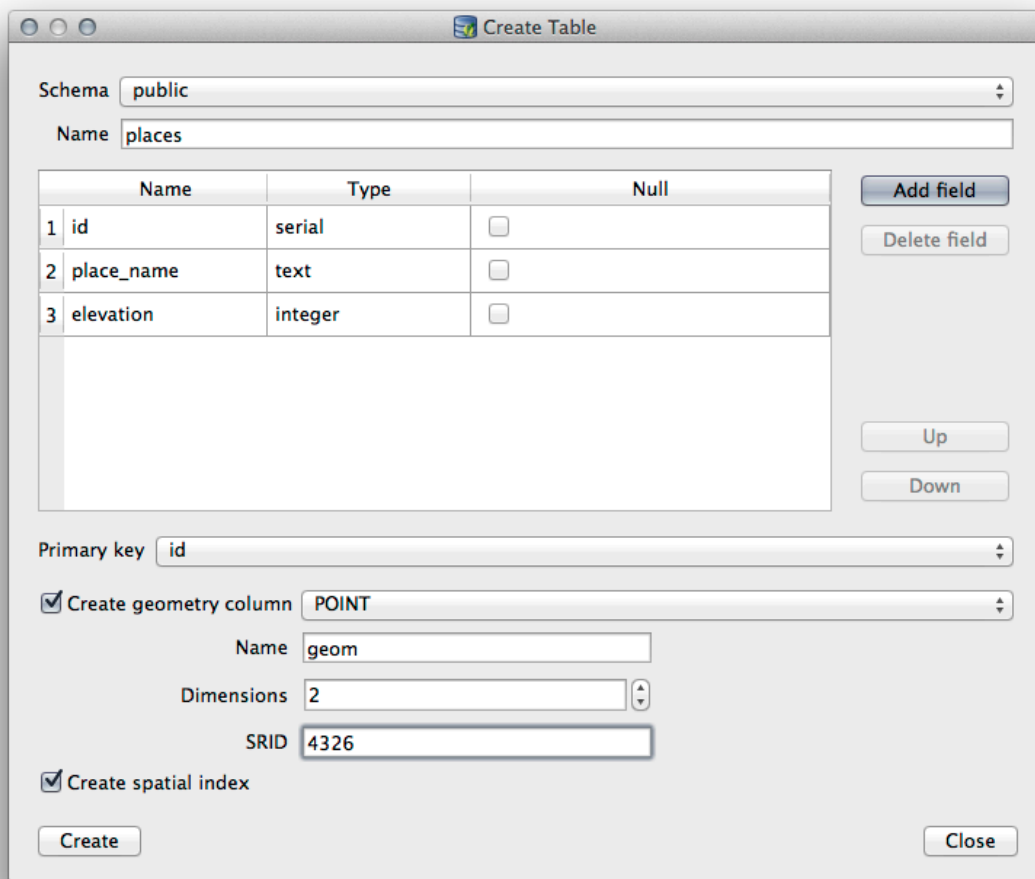 Create Table
Schema public
Name places
Name Type Null
Add field
1 id serial
Delete field
2 place_name text
3 elevation integer
Up
Down
Primary key id
Create geometry column POINT
Name geom
Dimensions 2
SRID 4326
Create spatial index
Create Close